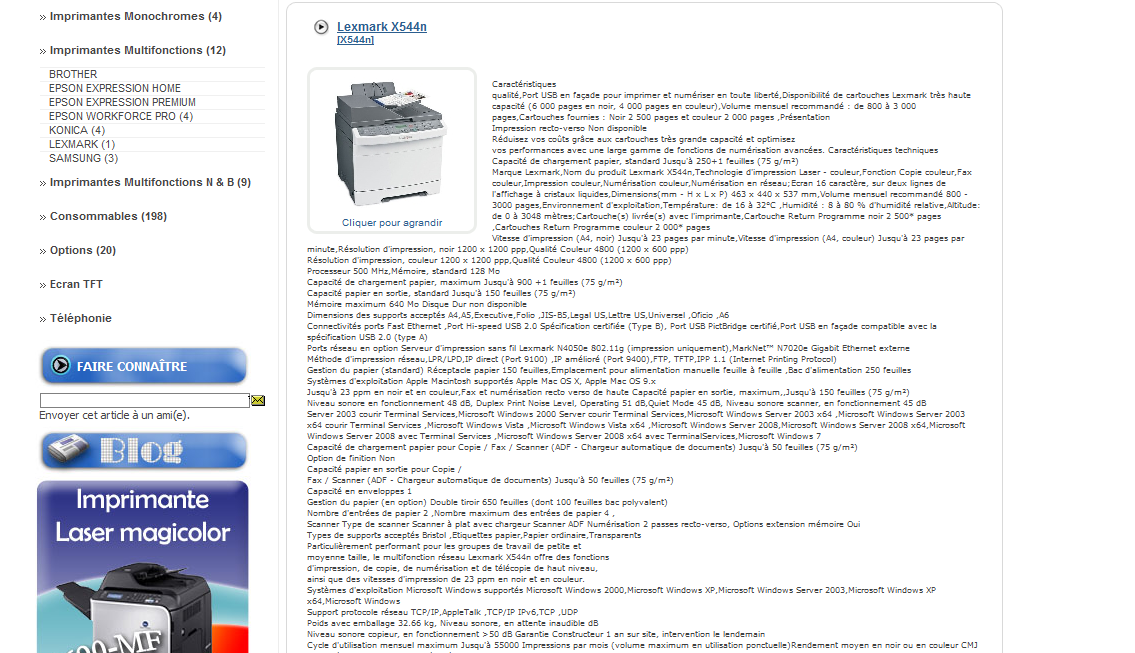 Imprimantes Monochromes (4)
Imprimantes Multifonctions (12)
BROTHER
EPSON EXPRESSION HOME
EPSON EXPRESSION PREMIUM
EPSON WORKFORCE PRO (4)
KONICA (4)
LEXMARK (1)
SAMSUNG (3)
Imprimantes Multifonctions N & B (9)
Consommables (198)
Options (20)
Ecran TFT
Téléphonie
FAIRE CONNAÎTRE
Envoyer cet article à un ami(e).
Blog
Imprimante
Laser magicolor
00-MF
Lexmark X544n
[X544n]
Cliquer pour agrandir
Caractéristiques
qualité,Port USB en façade pour imprimer et numériser en toute liberté,Disponibilité de cartouches Lexmark très haute
capacité (6 000 pages en noir, 4 000 pages en couleur),Volume mensuel recommandé : de 800 à 3 000
pages,Cartouches fournies : Noir 2 500 pages et couleur 2 000 pages ,Présentation
Impression recto-verso Non disponible
Réduisez vos coûts grâce aux cartouches très grande capacité et optimisez
vos performances avec une large gamme de fonctions de numérisation avancées. Caractéristiques techniques
Capacité de chargement papier, standard Jusqu'à 250+1 feuilles (75 g/m²)
Marque Lexmark,Nom du produit Lexmark X544n,Technologie d'impression Laser - couleur,Fonction Copie couleur,Fax
couleur,Impression couleur,Numérisation couleur,Numérisation en réseau;Ecran 16 caractère, sur deux lignes de
l'affichage à cristaux liquides,Dimensions(mm - H x L x P) 463 x 440 x 537 mm,Volume mensuel recommandé 800 -
3000 pages,Environnement d'exploitation,Température: de 16 à 32°C ,Humidité : 8 à 80 % d'humidité relative,Altitude:
de 0 à 3048 mètres;Cartouche(s) livrée(s) avec l'imprimante,Cartouche Return Programme noir 2 500* pages
,Cartouches Return Programme couleur 2 000* pages
Vitesse d'impression (A4, noir) Jusqu'à 23 pages par minute,Vitesse d'impression (A4, couleur) Jusqu'à 23 pages par
minute,Résolution d'impression, noir 1200 x 1200 ppp,Qualité Couleur 4800 (1200 x 600 ppp)
Résolution d'impression, couleur 1200 x 1200 ppp,Qualité Couleur 4800 (1200 x 600 ppp)
Processeur 500 MHz,Mémoire, standard 128 Mo
Capacité de chargement papier, maximum Jusqu'à 900 +1 feuilles (75 g/m²)
Capacité papier en sortie, standard Jusqu'à 150 feuilles (75 g/m²)
Mémoire maximum 640 Mo Disque Dur non disponible
Dimensions des supports acceptés A4,A5,Executive,Folio ,JIS-B5,Legal US,Lettre US,Universel ,Oficio ,A6
Connectivités ports Fast Ethernet ,Port Hi-speed USB 2.0 Spécification certifiée (Type B), Port USB PictBridge certifié,Port USB en façade compatible avec la
spécification USB 2.0 (type A)
Ports réseau en option Serveur d'impression sans fil Lexmark N4050e 802.11g (impression uniquement),MarkNet™ N7020e Gigabit Ethernet externe
Méthode d'impression réseau,LPR/LPD,IP direct (Port 9100) ,IP amélioré (Port 9400),FTP, TFTP,IPP 1.1 (Internet Printing Protocol)
Gestion du papier (standard) Réceptacle papier 150 feuilles,Emplacement pour alimentation manuelle feuille à feuille ,Bac d'alimentation 250 feuilles
Systèmes d'exploitation Apple Macintosh supportés Apple Mac OS X, Apple Mac OS 9.x
Jusqu'à 23 ppm en noir et en couleur,Fax et numérisation recto verso de haute Capacité papier en sortie, maximum,,Jusqu'à 150 feuilles (75 g/m²)
Niveau sonore en fonctionnement 48 dB, Duplex Print Noise Level, Operating 51 dB,Quiet Mode 45 dB, Niveau sonore scanner, en fonctionnement 45 dB
Server 2003 courir Terminal Services,Microsoft Windows 2000 Server courir Terminal Services,Microsoft Windows Server 2003 x64 ,Microsoft Windows Server 2003
x64 courir Terminal Services ,Microsoft Windows Vista ,Microsoft Windows Vista x64 ,Microsoft Windows Server 2008,Microsoft Windows Server 2008 x64,Microsoft
Windows Server 2008 avec Terminal Services ,Microsoft Windows Server 2008 x64 avec TerminalServices,Microsoft Windows 7
Capacité de chargement papier pour Copie / Fax / Scanner (ADF - Chargeur automatique de documents) Jusqu'à 50 feuilles (75 g/m²)
Option de finition Non
Capacité papier en sortie pour Copie /
Fax / Scanner (ADF - Chargeur automatique de documents) Jusqu'à 50 feuilles (75 g/m²)
Capacité en enveloppes 1
Gestion du papier (en option) Double tiroir 650 feuilles (dont 100 feuilles bac polyvalent)
Nombre d'entrées de papier 2 ,Nombre maximum des entrées de papier 4 ,
Scanner Type de scanner Scanner à plat avec chargeur Scanner ADF Numérisation 2 passes recto-verso, Options extension mémoire Oui
Types de supports acceptés Bristol ,Etiquettes papier,Papier ordinaire,Transparents
Particulièrement performant pour les groupes de travail de petite et
moyenne taille, le multifonction réseau Lexmark X544n offre des fonctions
d'impression, de copie, de numérisation et de télécopie de haut niveau,
ainsi que des vitesses d'impression de 23 ppm en noir et en couleur.
Systèmes d'exploitation Microsoft Windows supportés Microsoft Windows 2000,Microsoft Windows XP,Microsoft Windows Server 2003,Microsoft Windows XP
x64,Microsoft Windows
Support protocole réseau TCP/IP,AppleTalk ,TCP/IP IPv6,TCP ,UDP
Poids avec emballage 32.66 kg, Niveau sonore, en attente inaudible dB
Niveau sonore copieur, en fonctionnement >50 dB Garantie Constructeur 1 an sur site, intervention le lendemain
Cycle d'utilisation mensuel maximum Jusqu'à 55000 Impressions par mois (volume maximum en utilisation ponctuelle)Rendement moyen en noir ou en couleur CMJ